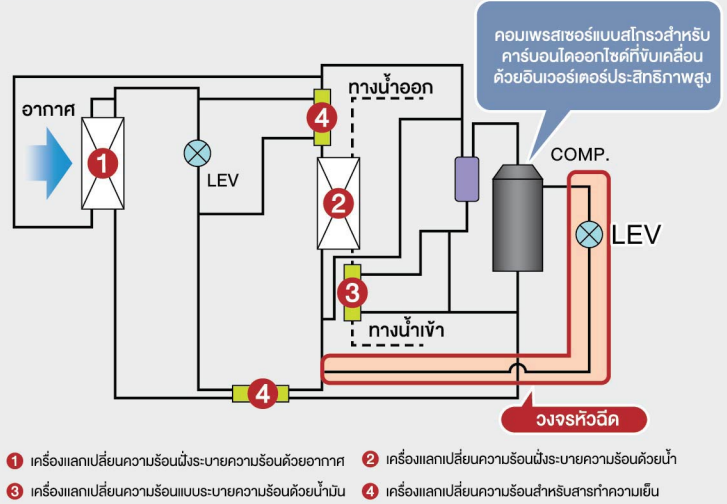 คอมเพรสเซอร์แบบสโกรวสำหรับ
คาร์บอนไดออกไซด์ที่ขับเคลื่อน
ด้วยอินเวอร์เตอร์ประสิทธิภาพสูง
ทางน้ำออก
อากาศ
4
COMP.
1
LEV
2
LEV
3
ทางน้ำเข้า
4
วงจรหัวฉีด
1 เครื่องแลกเปลี่ยนความร้อนฝั่งระบายความร้อนด้วยอากาศ
2 เครื่องแลกเปลี่ยนความร้อนฝั่งระบายความร้อนด้วยน้ำ
3 เครื่องแลกเปลี่ยนความร้อนแบบระบายความร้อนด้วยน้ำมัน
4 เครื่องแลกเปลี่ยนความร้อนสำหรับสารทำความเย็น